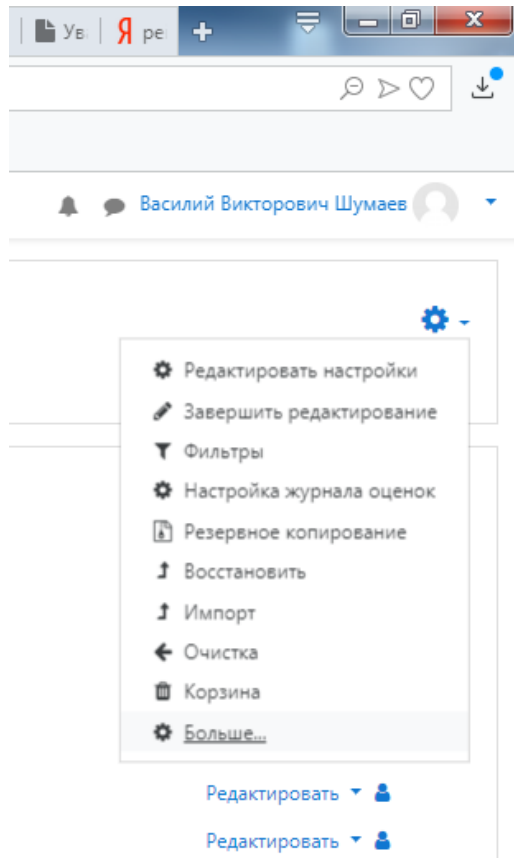 Ув
Я ре
Василий Викторович Шумаев
Редактировать настройки
Завершить редактирование
Фильтры
Настройка журнала оценок
Резервное копирование
Восстановить
Импорт
Очистка
Корзина
Больше...
Редактировать
Редактировать